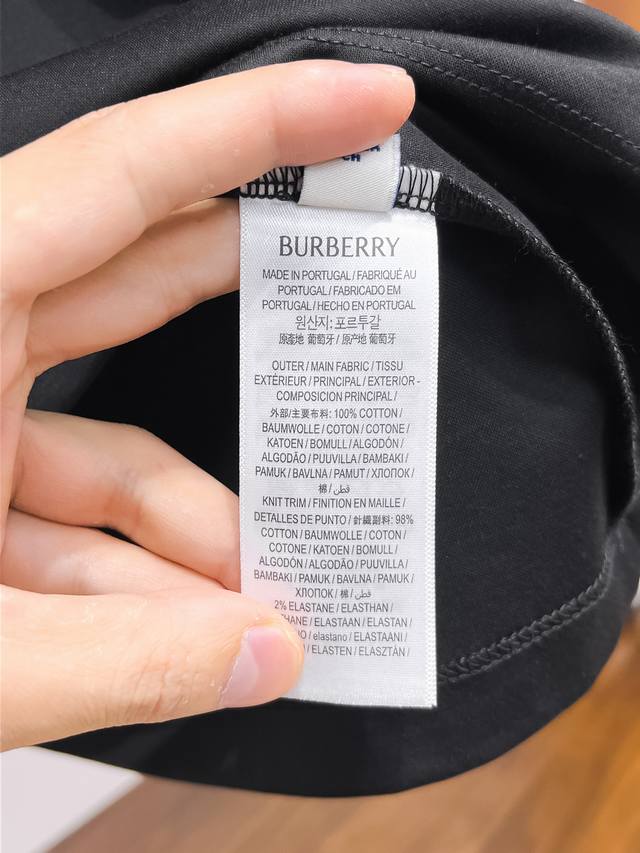 CH
BURBERRY
MADE IN PORTUGAL / FABRIQUÉ AU
PORTUGAL / FABRICADO EM
PORTUGAL / HECHO EN PORTUGAL
원산지: 포르투갈
原產地 葡萄牙 / 原产地 葡萄牙
OUTER / MAIN FABRIC / TISSU
EXTÉRIEUR / PRINCIPAL / EXTERIOR -
COMPOSICION PRINCIPAL /
外部/主要布料: 100% COTTON /
BAUMWOLLE / COTON / COTONE /
KATOEN / BOMULL / ALGODÓN /
ALGODÃO / PUUVILLA / BAMBAKI /
PAMUK / BAVLNA / PAMUT / ХЛОПОК /
棉 / قطن /
KNIT TRIM / FINITION EN MAILLE /
DETALLES DE PUNTO / 針織副料: 98%
COTTON / BAUMWOLLE / COTON /
COTONE / KATOEN / BOMULL /
ALGODÓN / ALGODÃO / PUUVILLA /
BAMBAKI / PAMUK / BAVLNA / PAMUK /
ХЛОПОК / 棉 / قطن /
2% ELASTANE / ELASTHAN /
/ ELASTAAN / ELASTAN /
/ elastano / ELASTAANI /
/ ELASTEN / ELASZTÁN /